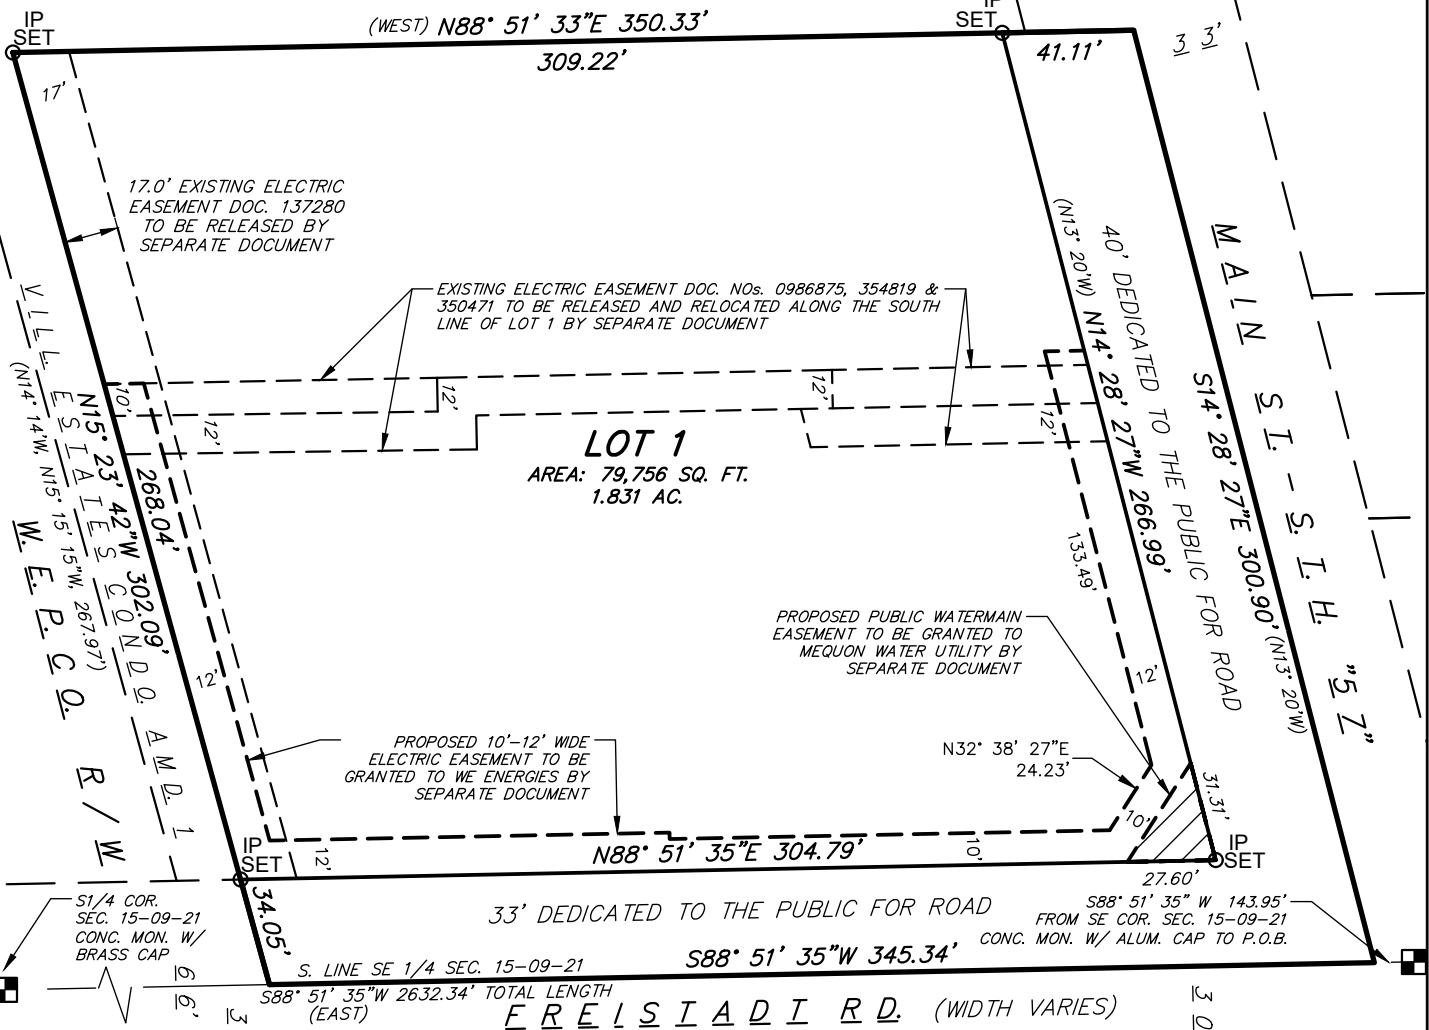 IP
SET
(WEST) N88° 51' 33"E 350.33'
309.22'
IP
SET
41.11'
3 3'
17'
17.0' EXISTING ELECTRIC
EASEMENT DOC. 137280
TO BE RELEASED BY
SEPARATE DOCUMENT
EXISTING ELECTRIC EASEMENT DOC. NOs. 0986875, 354819 &
350471 TO BE RELEASED AND RELOCATED ALONG THE SOUTH
LINE OF LOT 1 BY SEPARATE DOCUMENT
(N13° 20'W) N14° 28' 27"W 266.99'
40' DEDICATED TO THE PUBLIC FOR ROAD
MAIN ST.-S.T.H. "57"
S14° 28' 27"E 300.90' (N13° 20'W)
VILL. ESTATES CONDO. AMD. 1
(N14° 14'W, N15° 15' 15"W, 267.97')
N15° 23' 42"W 302.09'
268.04'
W.E.P.CO. R/W
10'
12'
12'
12'
12'
LOT 1
AREA: 79,756 SQ. FT.
1.831 AC.
133.49'
12'
12'
PROPOSED PUBLIC WATERMAIN
EASEMENT TO BE GRANTED TO
MEQUON WATER UTILITY BY
SEPARATE DOCUMENT
PROPOSED 10'-12' WIDE
ELECTRIC EASEMENT TO BE
GRANTED TO WE ENERGIES BY
SEPARATE DOCUMENT
N32° 38' 27"E
24.23'
31.31'
10'
IP
SET
12'
N88° 51' 35"E 304.79'
10'
IP
SET
27.60'
34.05'
33' DEDICATED TO THE PUBLIC FOR ROAD
S88° 51' 35" W 143.95'
FROM SE COR. SEC. 15-09-21
CONC. MON. W/ ALUM. CAP TO P.O.B.
S1/4 COR.
SEC. 15-09-21
CONC. MON. W/
BRASS CAP
66'
3
S. LINE SE 1/4 SEC. 15-09-21
S88° 51' 35"W 345.34'
S88° 51' 35"W 2632.34' TOTAL LENGTH
(EAST)
FREISTADT RD. (WIDTH VARIES)
30